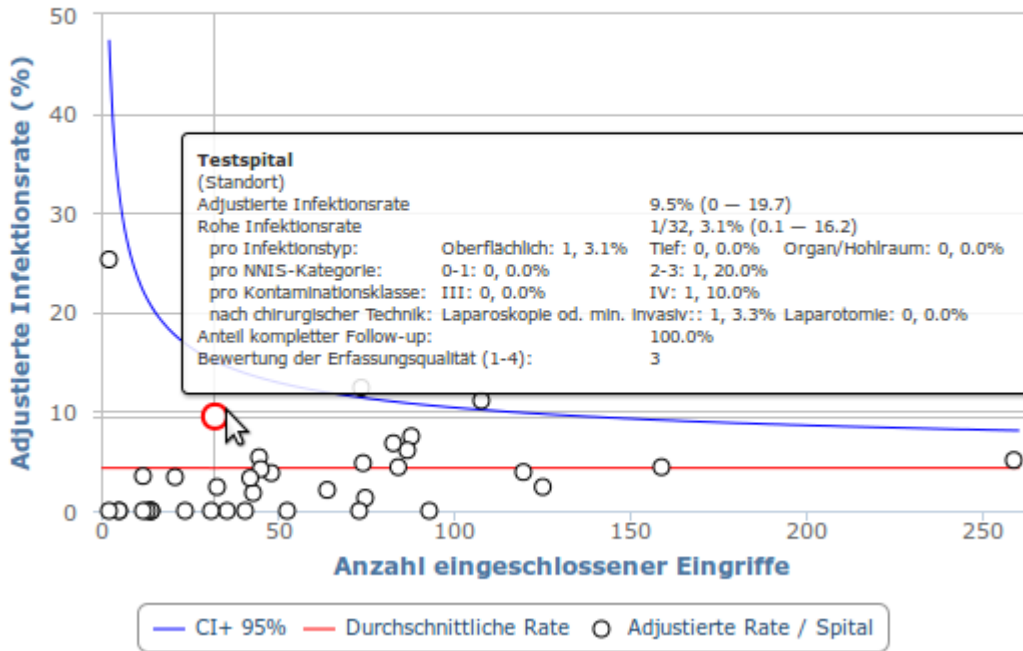 Adjustierte Infektionsrate (%)
50
40
30
20
10
0
Testspital
(Standort)
Adjustierte Infektionsrate 9.5% (0 — 19.7)
Rohe Infektionsrate 1/32, 3.1% (0.1 — 16.2)
pro Infektionstyp: Oberflächlich: 1, 3.1% Tief: 0, 0.0% Organ/Hohlraum: 0, 0.0%
pro NNIS-Kategorie: 0-1: 0, 0.0% 2-3: 1, 20.0%
pro Kontaminationsklasse: III: 0, 0.0% IV: 1, 10.0%
nach chirurgischer Technik: Laparoskopie od. min. invasiv:: 1, 3.3% Laparotomie: 0, 0.0%
Anteil kompletter Follow-up: 100.0%
Bewertung der Erfassungsqualität (1-4): 3
0 50 100 150 200 250
Anzahl eingeschlossener Eingriffe
CI+ 95% Durchschnittliche Rate Adjustierte Rate / Spital